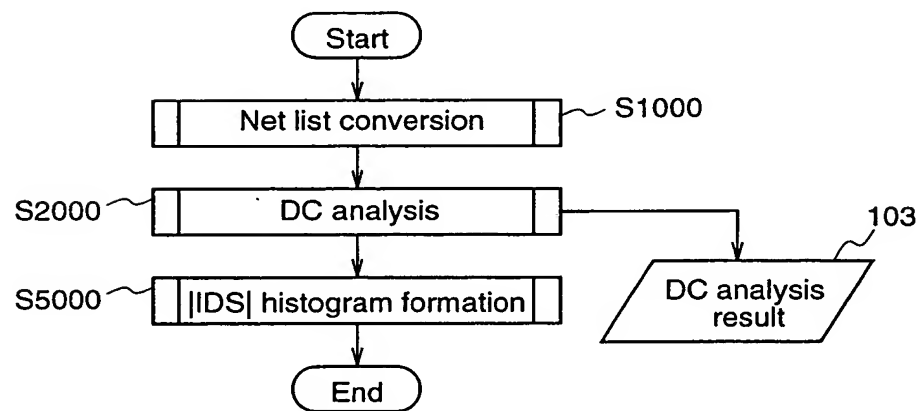 Start
Net list conversion
S1000
S2000
DC analysis
103
S5000
|IDS| histogram formation
DC analysis
result
End